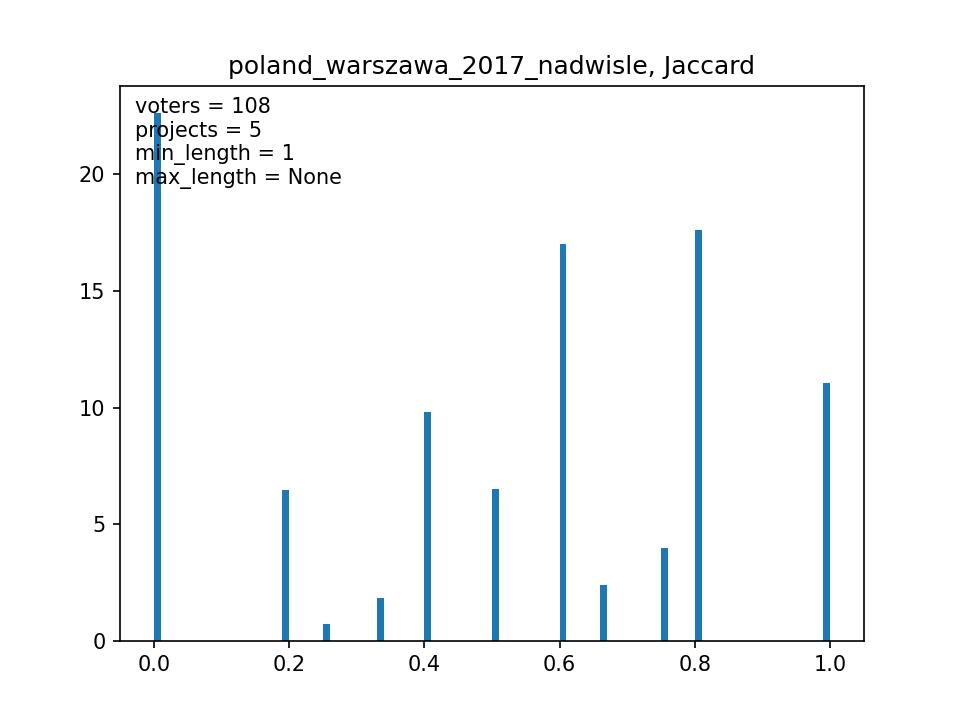 poland_warszawa_2017_nadwisle, Jaccard
voters = 108
projects = 5
min_length = 1
max_length = None
20
15
10
5
0
0.0 0.2 0.4 0.6 0.8 1.0